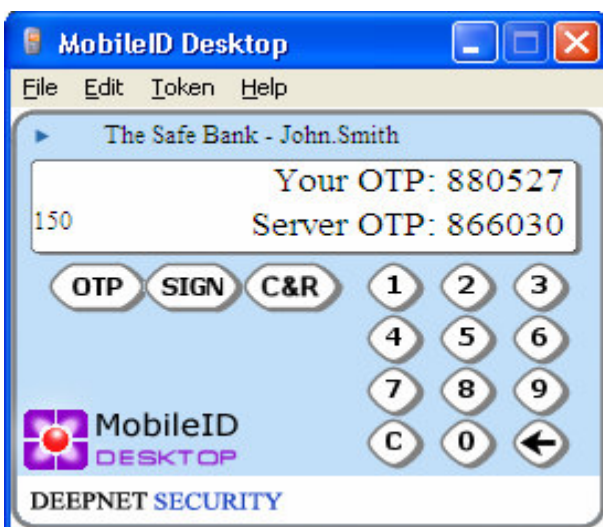 MobileID Desktop
File Edit Token Help
The Safe Bank - John.Smith
Your OTP: 880527
150 Server OTP: 866030
OTP SIGN C&R 1 2 3
4 5 6
7 8 9
C 0
MobileID
DESKTOP
DEEPNET SECURITY